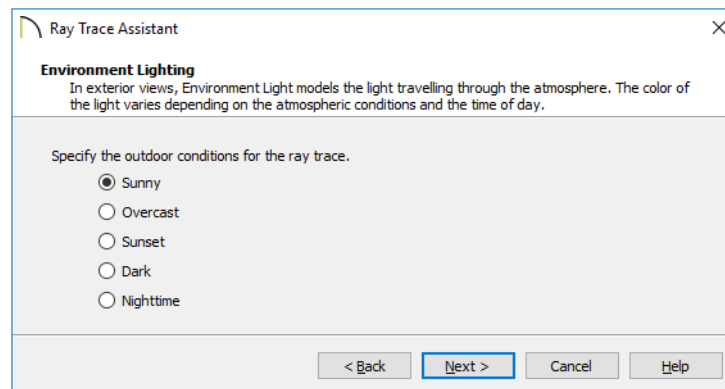 Ray Trace Assistant
Environment Lighting
In exterior views, Environment Light models the light travelling through the atmosphere. The color of
the light varies depending on the atmospheric conditions and the time of day.
Specify the outdoor conditions for the ray trace.
Sunny
Overcast
Sunset
Dark
Nighttime
< Back Next > Cancel Help